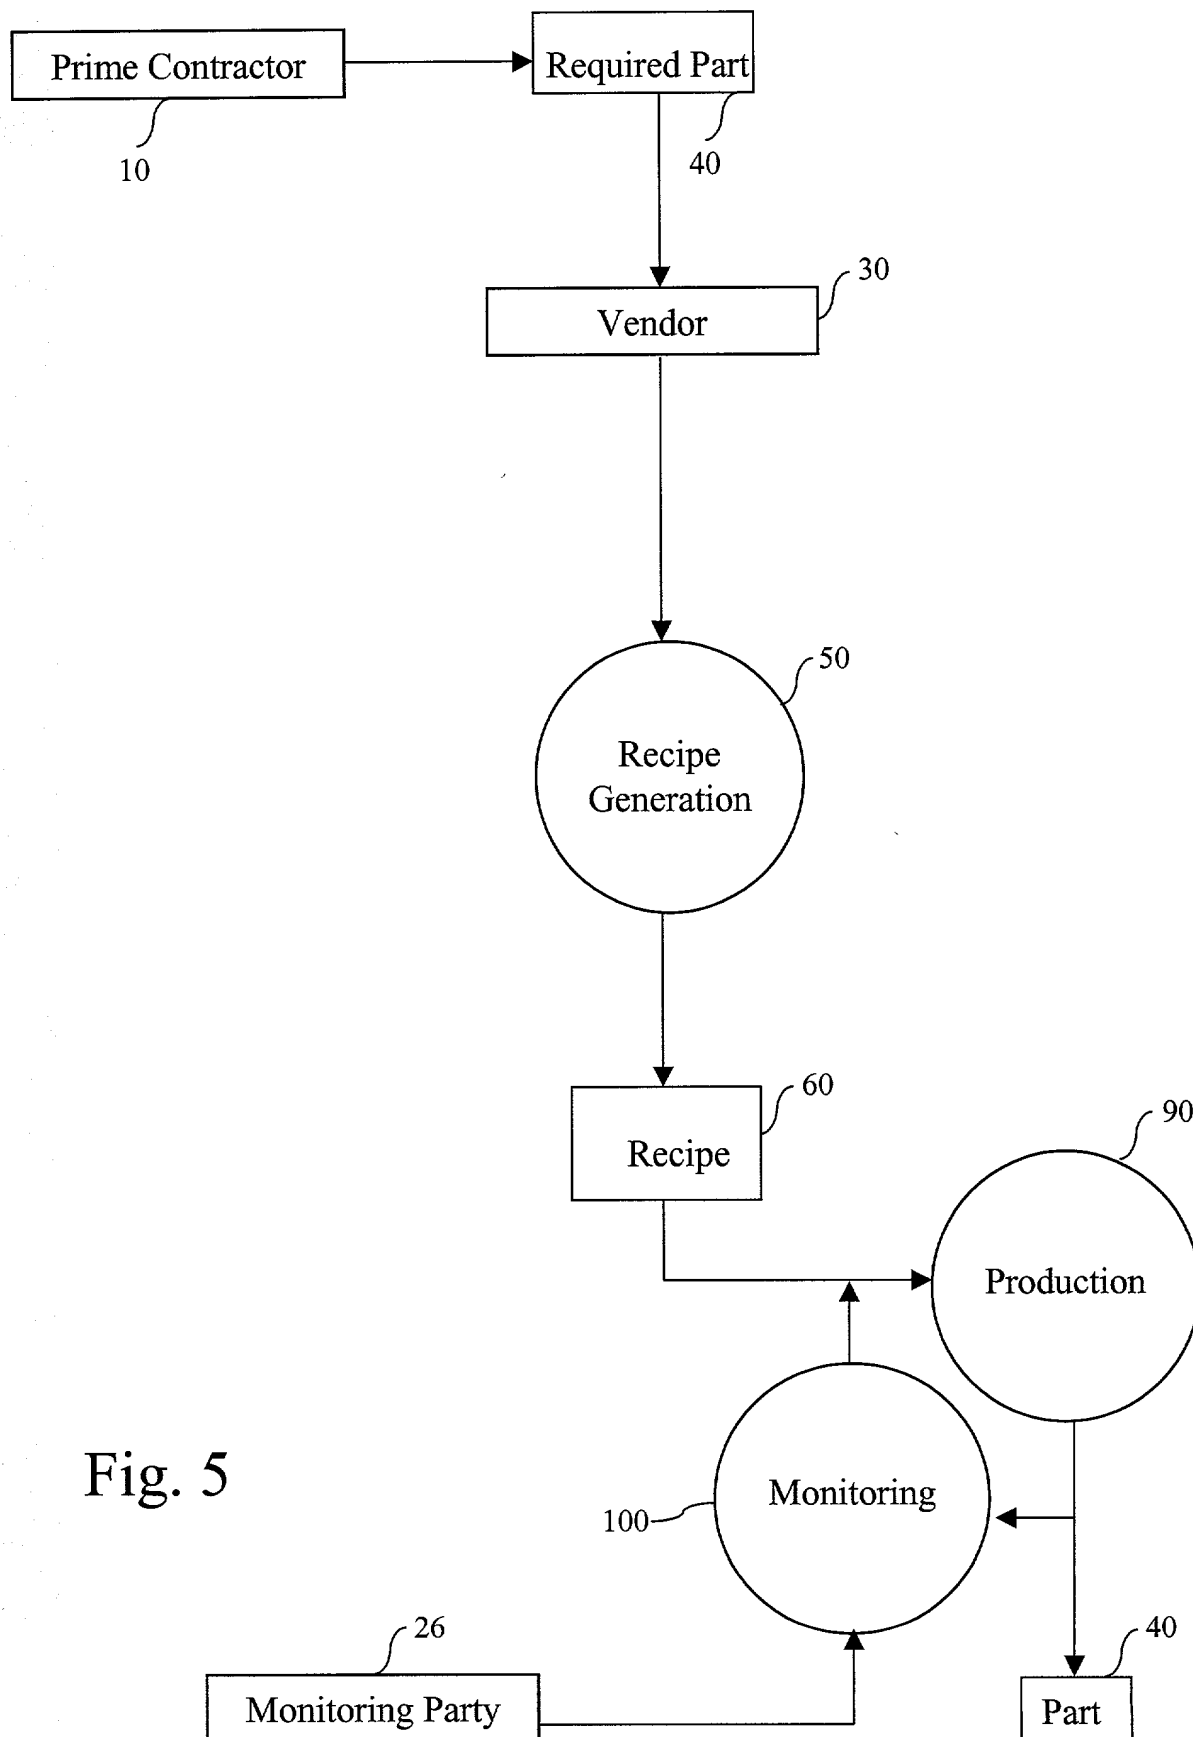 Prime Contractor
Required Part
10
40
30
Vendor
50
Recipe
Generation
60
Recipe
90
Production
Fig. 5
Monitoring
100
26
40
Monitoring Party
Part